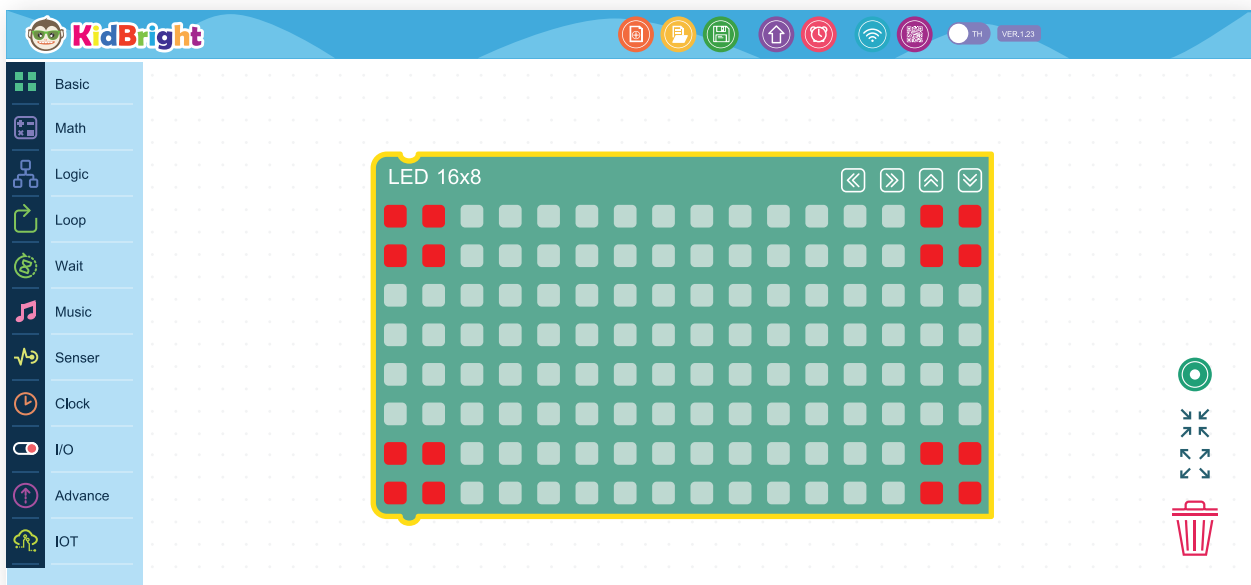 KidBright
TH
VER.1.23
Basic
Math
Logic
Loop
Wait
Music
Senser
Clock
I/O
Advance
IOT
LED 16x8